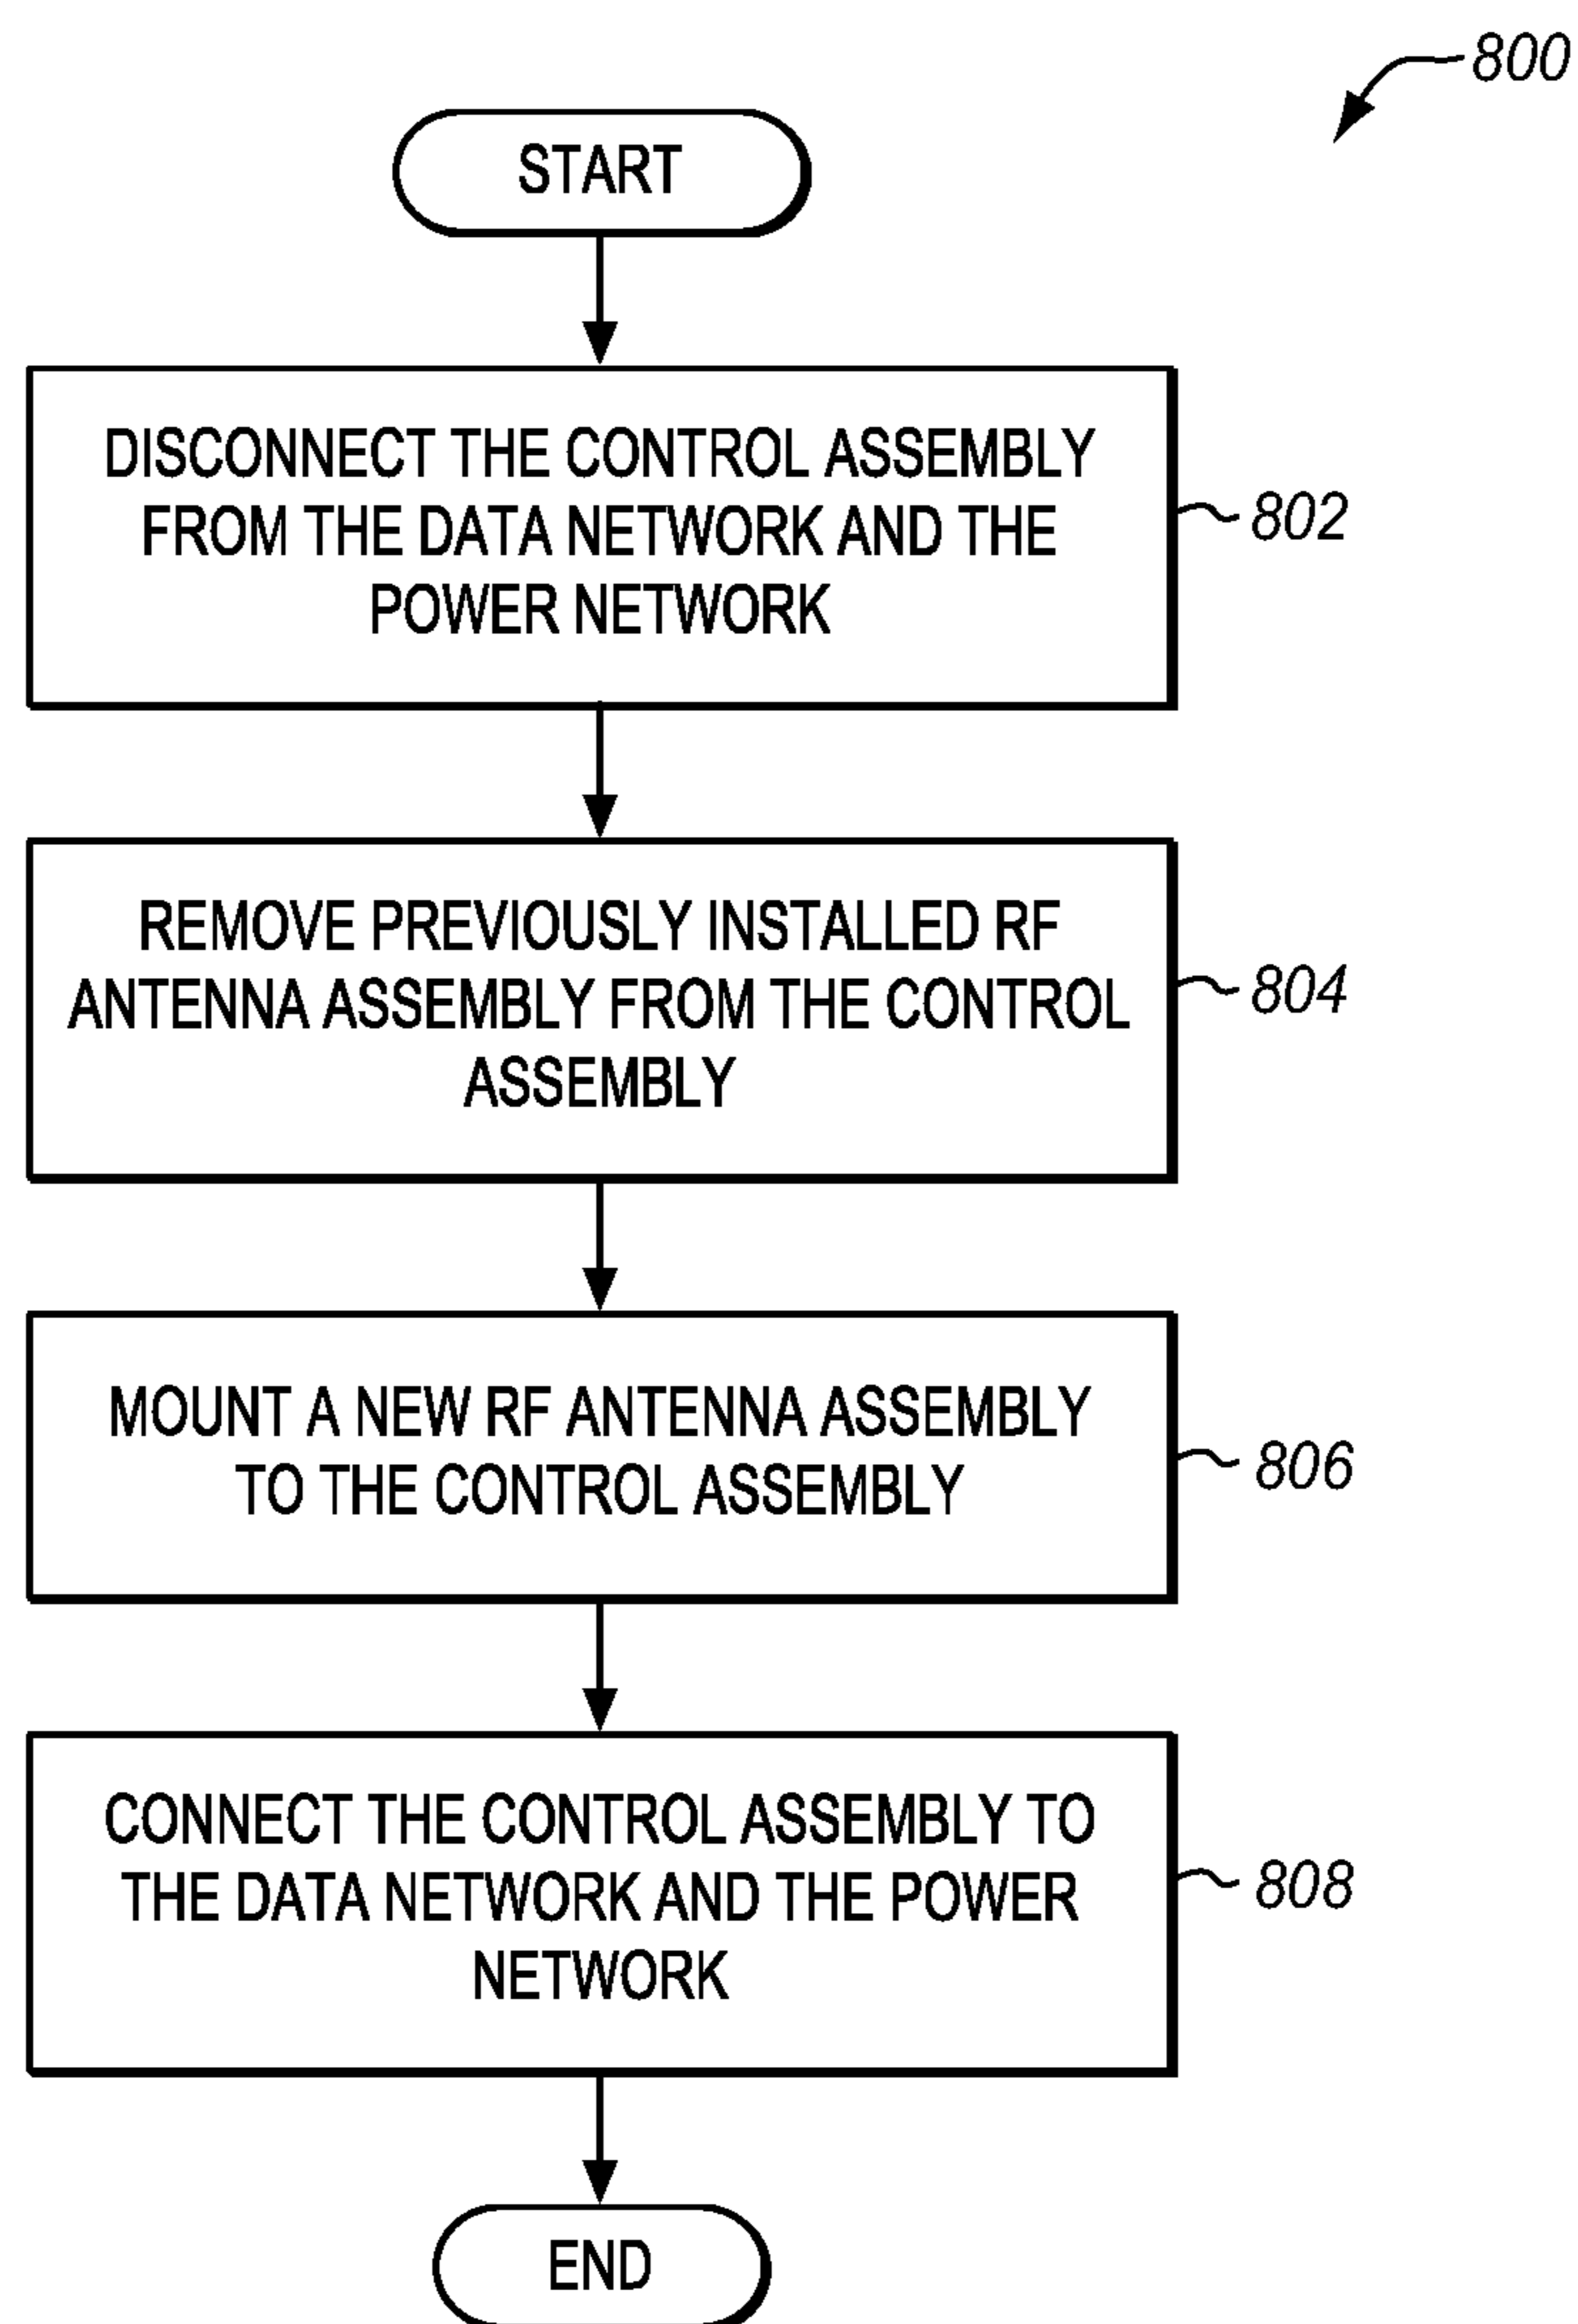 800
START
DISCONNECT THE CONTROL ASSEMBLY
FROM THE DATA NETWORK AND THE
POWER NETWORK
802
REMOVE PREVIOUSLY INSTALLED RF
ANTENNA ASSEMBLY FROM THE CONTROL
ASSEMBLY
804
MOUNT A NEW RF ANTENNA ASSEMBLY
TO THE CONTROL ASSEMBLY
806
CONNECT THE CONTROL ASSEMBLY TO
THE DATA NETWORK AND THE POWER
NETWORK
808
END